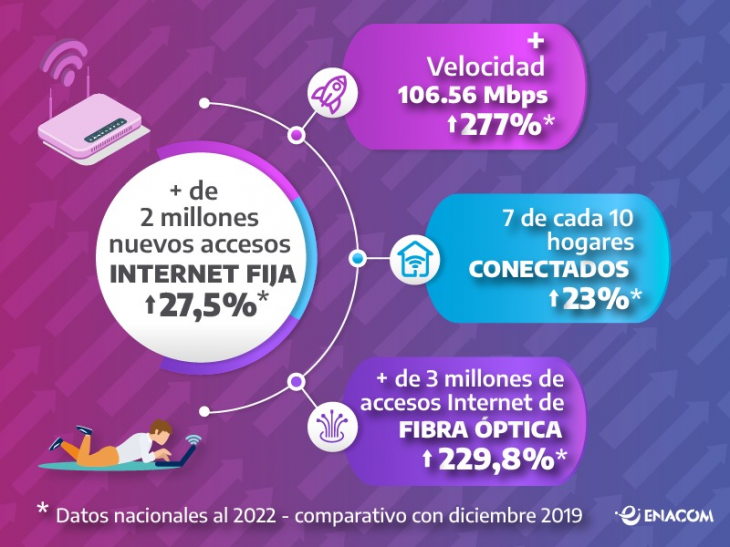 + de
2 millones
nuevos accesos
INTERNET FIJA
⬆27,5%*
+
Velocidad
106.56 Mbps
⬆277%*
7 de cada 10
hogares
CONECTADOS
⬆23%*
+ de 3 millones de
accesos Internet de
FIBRA ÓPTICA
⬆229,8%*
* Datos nacionales al 2022 - comparativo con diciembre 2019
ENACOM